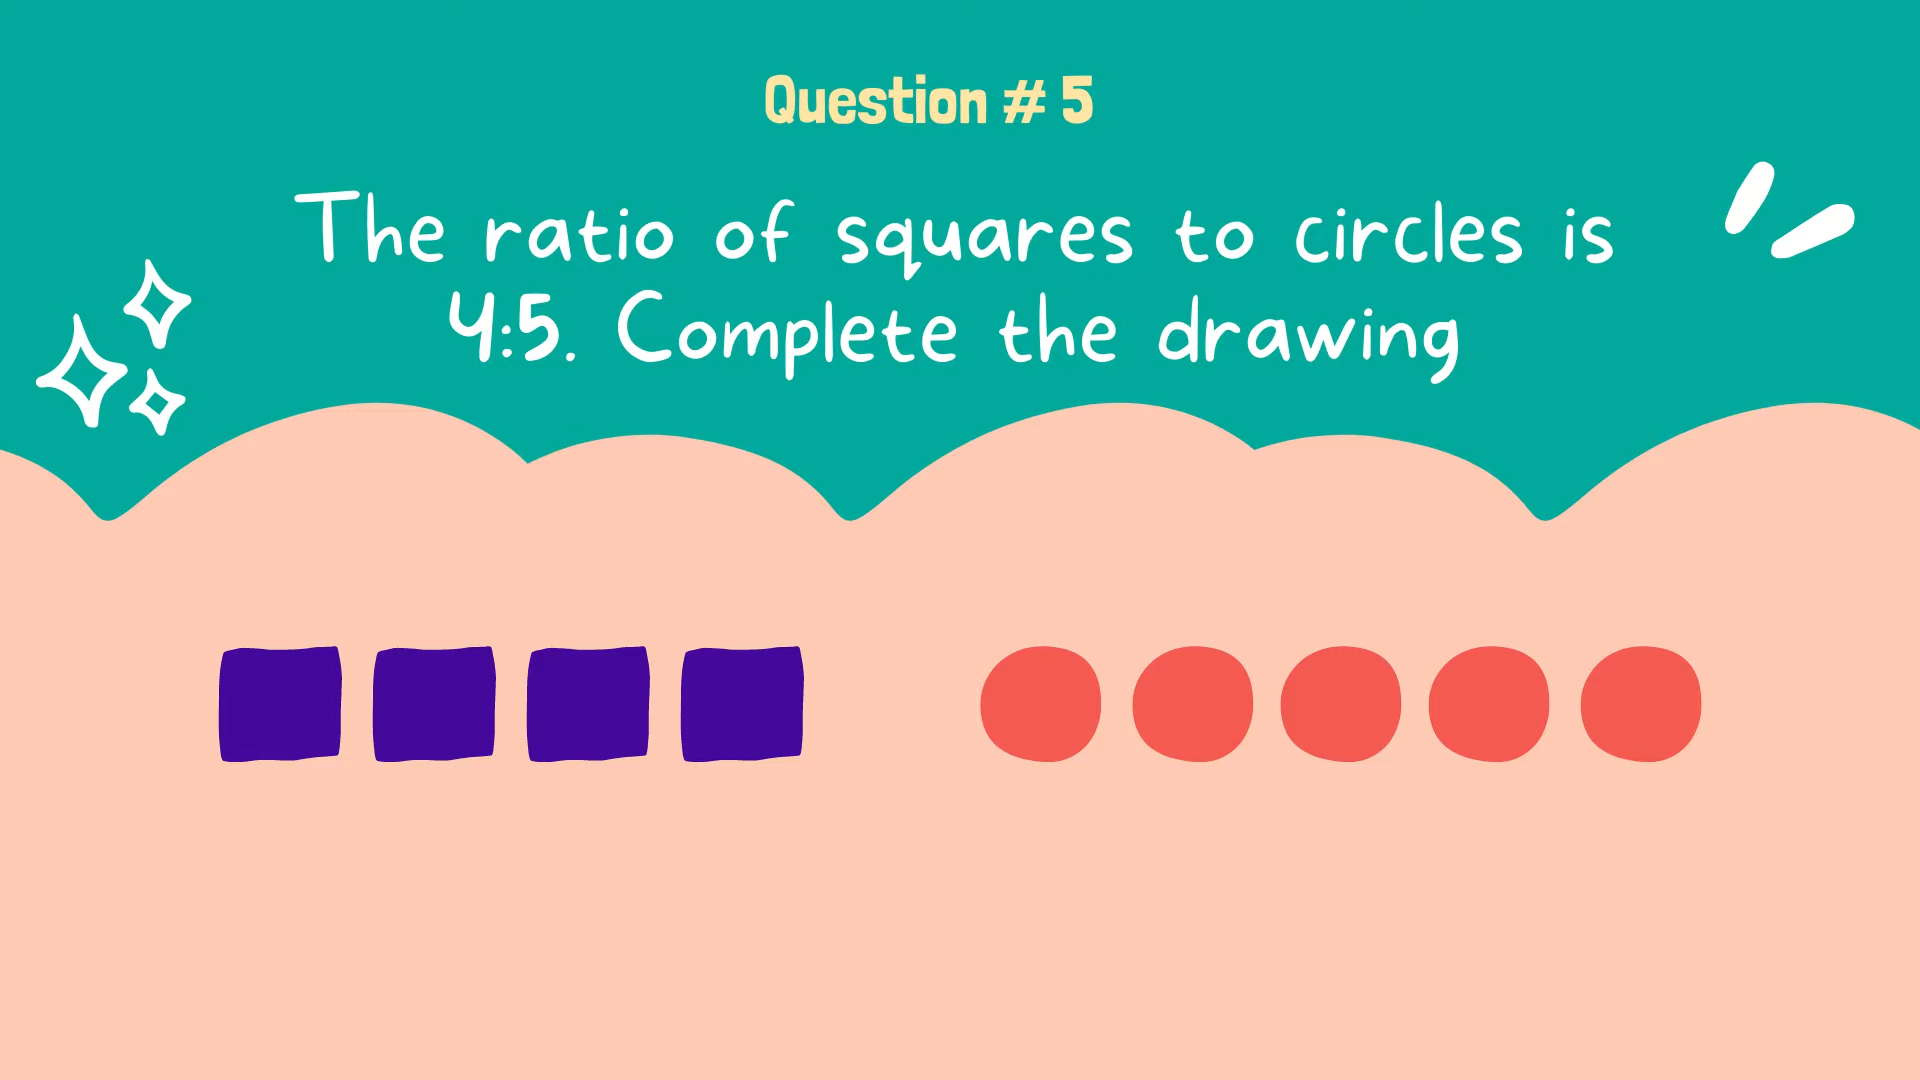 Question # 5
The ratio of squares to circles is
4:5. Complete the drawing